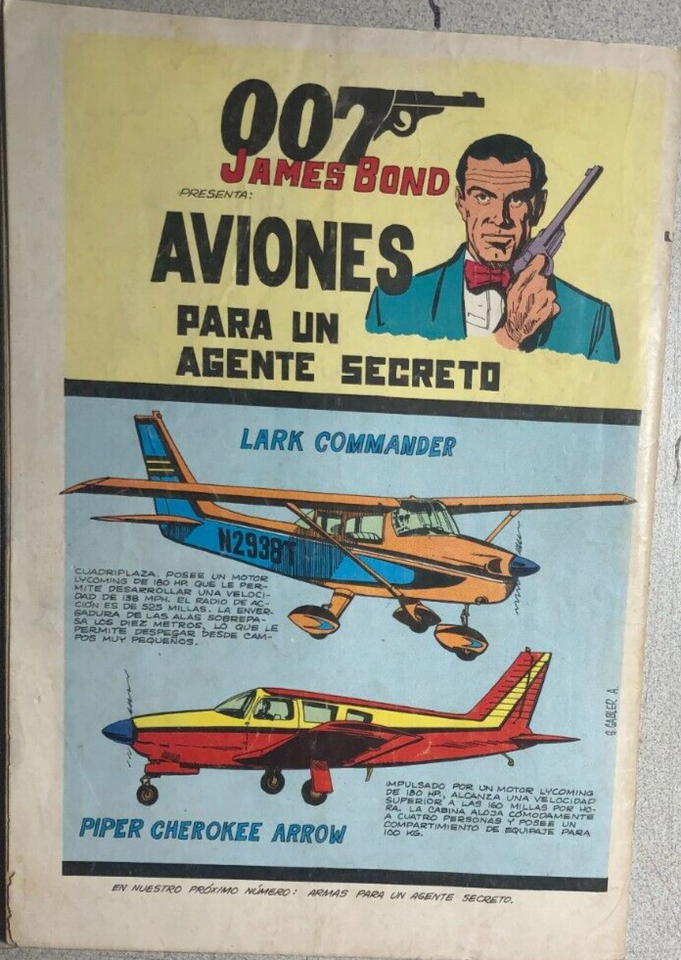 007
JAMES BOND
PRESENTA:
AVIONES
PARA UN
AGENTE SECRETO
LARK COMMANDER
N2938T
CUADRIPLAZA. POSEE UN MOTOR
LYCOMING DE 180 HP. QUE LE PER-
MITE DESARROLLAR UNA VELOCI-
DAD DE 138 MPH. EL RADIO DE AC-
CIÓN ES DE 525 MILLAS. LA ENVER-
GADURA DE LAS ALAS SOBREPA-
SA LOS DIEZ METROS, LO QUE LE
PERMITE DESPEGAR DESDE CAM-
POS MUY PEQUEÑOS.
G. GABLER A.
IMPULSADO POR UN MOTOR LYCOMING
DE 180 HP., ALCANZA UNA VELOCIDAD
SUPERIOR A LAS 160 MILLAS POR HO-
RA. LA CABINA ALOJA CÓMODAMENTE
A CUATRO PERSONAS Y POSEE UN
COMPARTIMIENTO DE EQUIPAJE PARA
100 KG.
PIPER CHEROKEE ARROW
EN NUESTRO PRÓXIMO NÚMERO: ARMAS PARA UN AGENTE SECRETO.